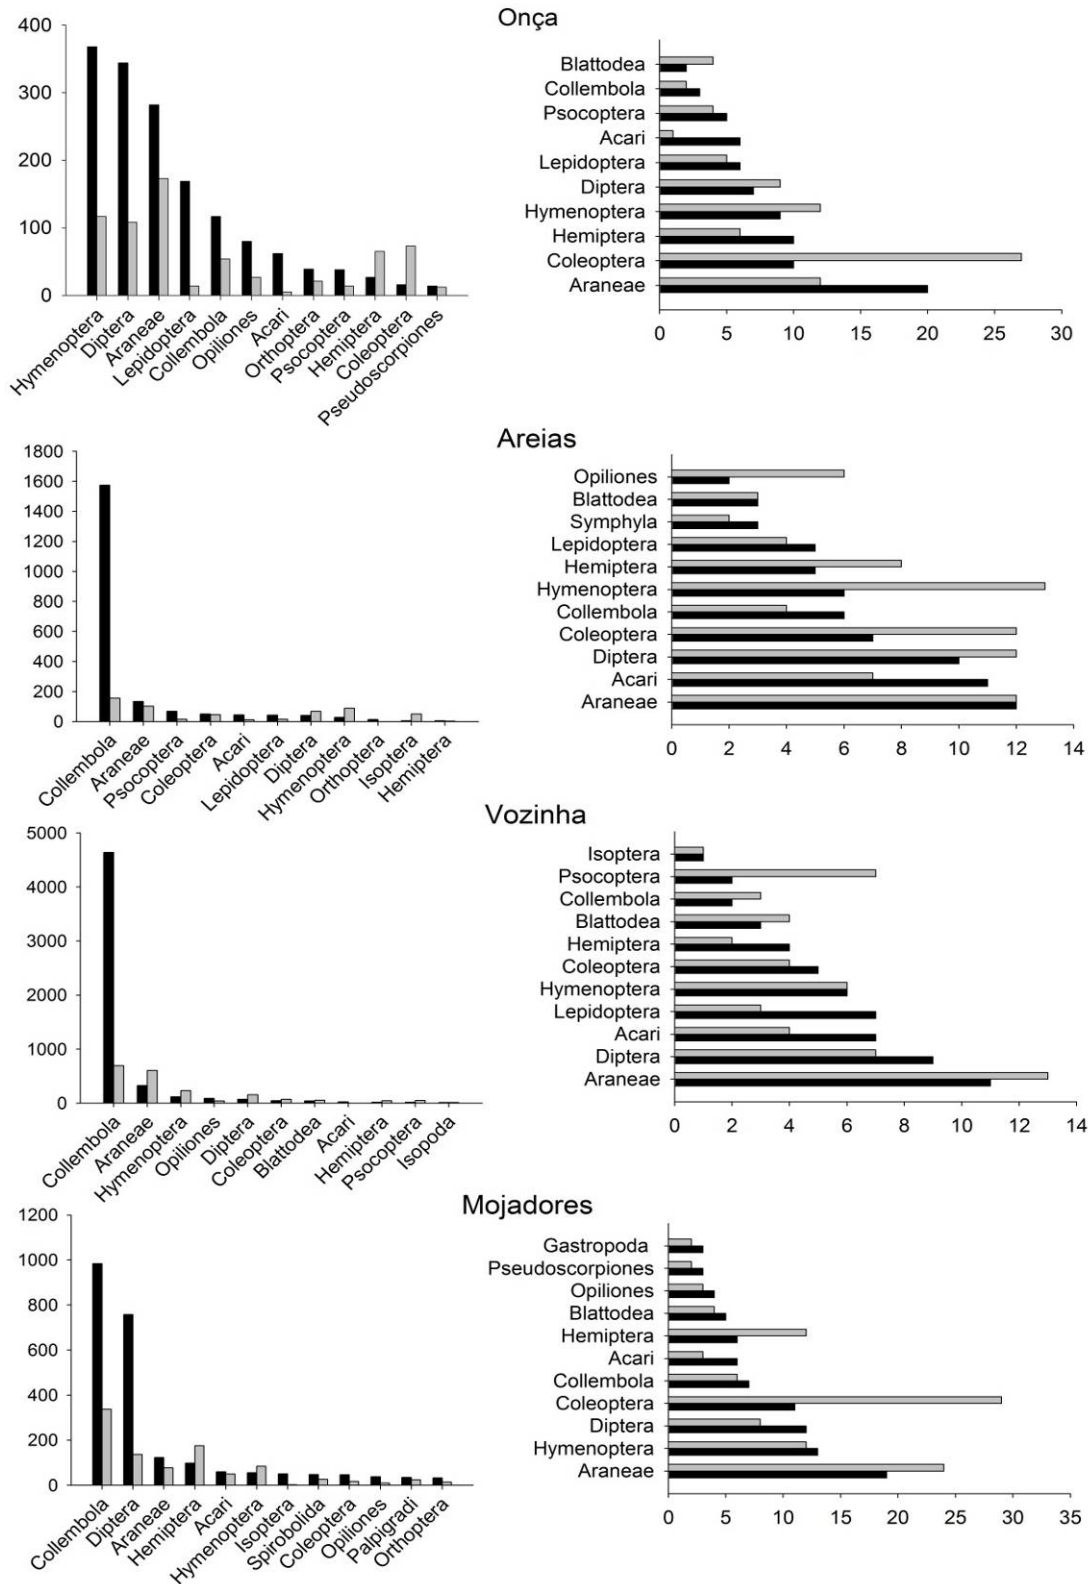 Onça
400
300
200
100
0
Hymenoptera
Diptera
Araneae
Lepidoptera
Collembola
Opiliones
Acari
Orthoptera
Psocoptera
Hemiptera
Coleoptera
Pseudoscorpiones
Blattodea
Collembola
Psocoptera
Acari
Lepidoptera
Diptera
Hymenoptera
Hemiptera
Coleoptera
Araneae
0 5 10 15 20 25 30
Areias
1800
1600
1400
1200
1000
800
600
400
200
0
Collembola
Araneae
Psocoptera
Coleoptera
Acari
Lepidoptera
Diptera
Hymenoptera
Orthoptera
Isoptera
Hemiptera
Opiliones
Blattodea
Symphyla
Lepidoptera
Hemiptera
Hymenoptera
Collembola
Coleoptera
Diptera
Acari
Araneae
0 2 4 6 8 10 12 14
Vozinha
5000
4000
3000
2000
1000
0
Collembola
Araneae
Hymenoptera
Opiliones
Diptera
Coleoptera
Blattodea
Acari
Hemiptera
Psocoptera
Isopoda
Isoptera
Psocoptera
Collembola
Blattodea
Hemiptera
Coleoptera
Hymenoptera
Lepidoptera
Acari
Diptera
Araneae
0 2 4 6 8 10 12 14
Mojadores
1200
1000
800
600
400
200
0
Collembola
Diptera
Araneae
Hemiptera
Acari
Hymenoptera
Isoptera
Spirobolida
Coleoptera
Opiliones
Palpigradi
Orthoptera
Gastropoda
Pseudoscorpiones
Opiliones
Blattodea
Hemiptera
Acari
Collembola
Coleoptera
Diptera
Hymenoptera
Araneae
0 5 10 15 20 25 30 35